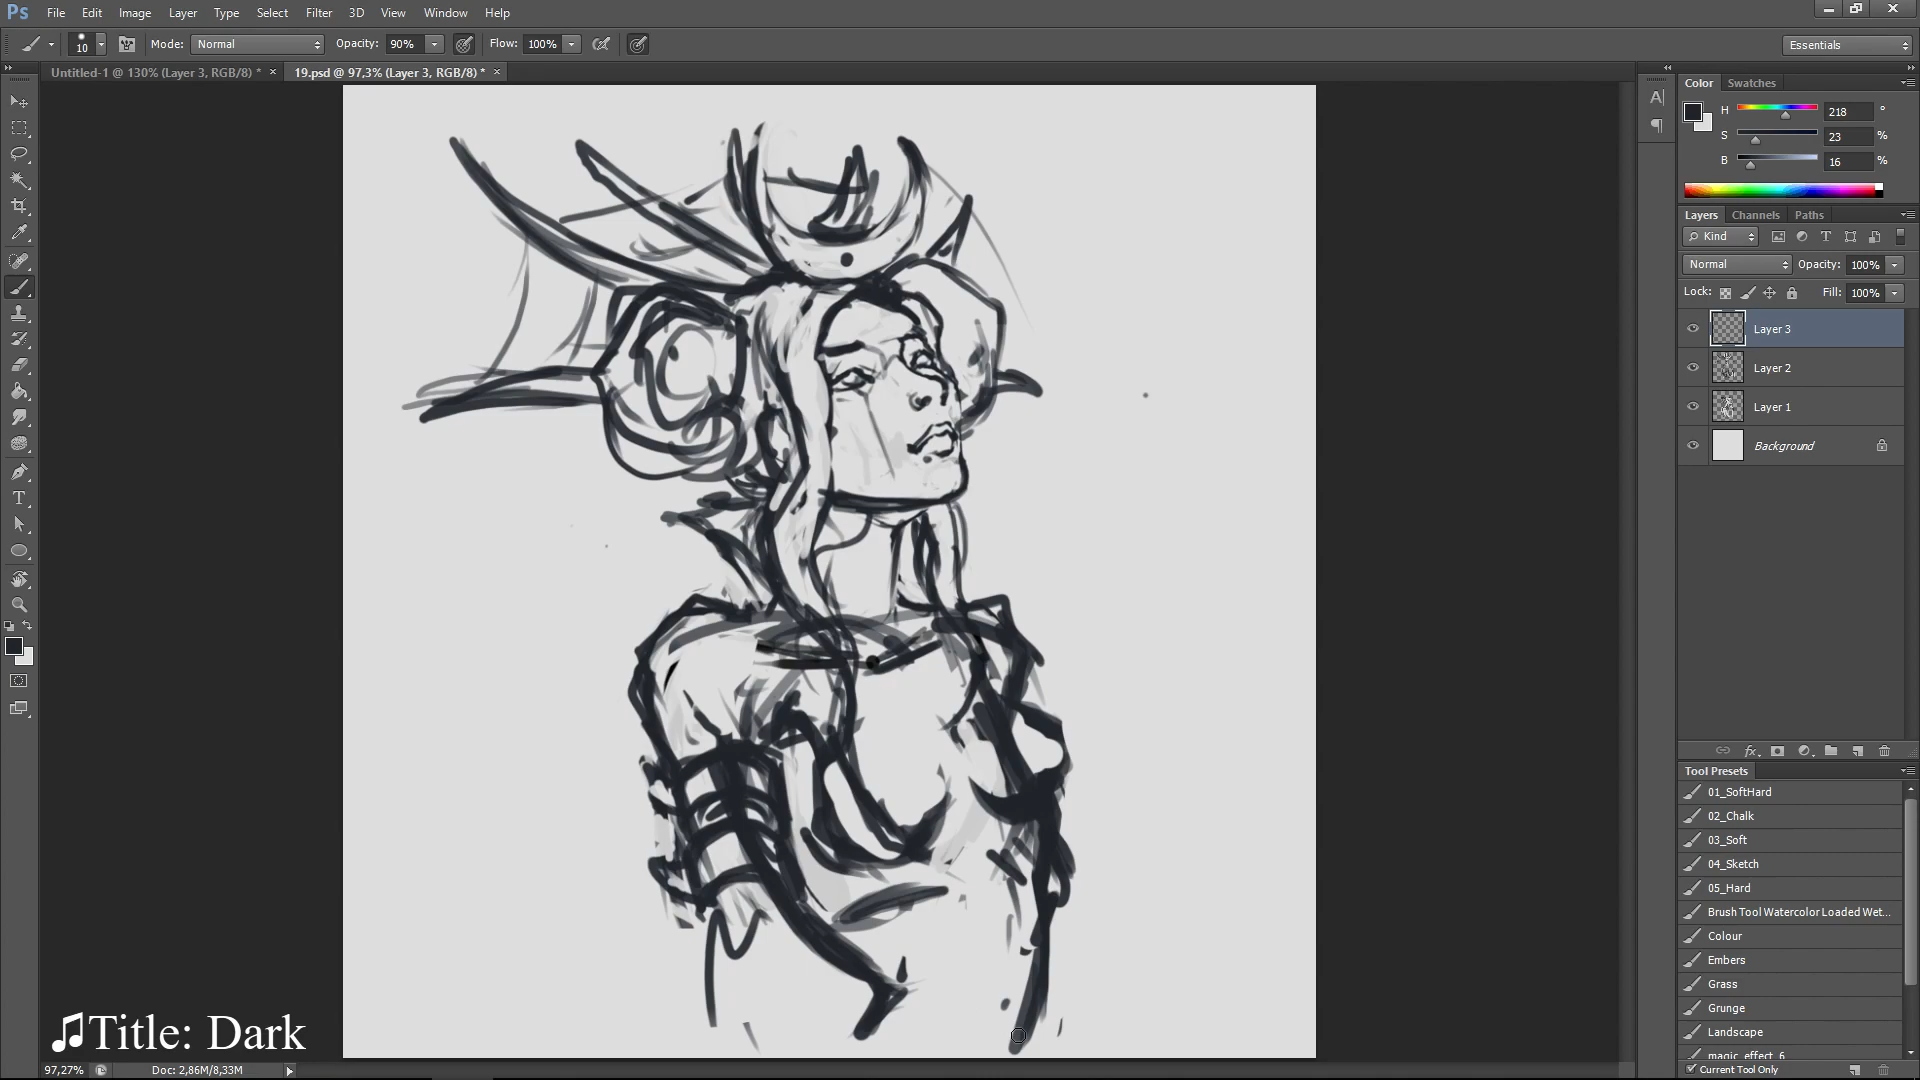 Ps File Edit Image Layer Type Select Filter 3D View Window Help
10 Mode: Normal Opacity: 90% Flow: 100% Essentials
Untitled-1 @ 130% (Layer 3, RGB/8) * × 19.psd @ 97,3% (Layer 3, RGB/8) * ×
Color Swatches
H 218 °
S 23 %
B 16 %
Layers Channels Paths
Kind
Normal Opacity: 100%
Lock: Fill: 100%
Layer 3
Layer 2
Layer 1
Background
Tool Presets
01_SoftHard
02_Chalk
03_Soft
04_Sketch
05_Hard
Brush Tool Watercolor Loaded Wet...
Colour
Embers
Grass
Grunge
Landscape
magic_effect_6
Current Tool Only
♫Title: Dark
97,27% Doc: 2,86M/8,33M